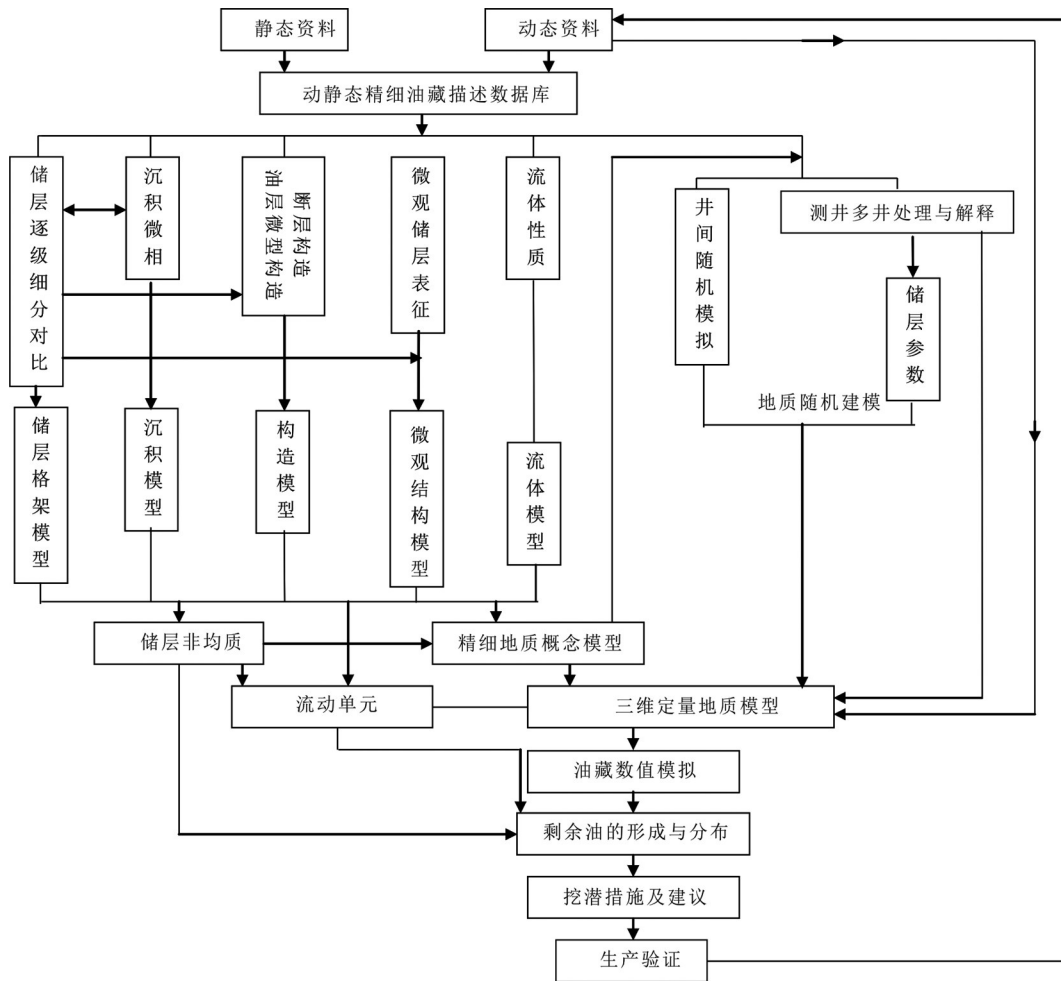 静态资料
动态资料
动静态精细油藏描述数据库
储层逐级细分对比
沉积微相
断层构造
油层微型构造
微观储层表征
流体性质
井间随机模拟
测井多井处理与解释
储层参数
地质随机建模
储层格架模型
沉积模型
构造模型
微观结构模型
流体模型
储层非均质
精细地质概念模型
流动单元
三维定量地质模型
油藏数值模拟
剩余油的形成与分布
挖潜措施及建议
生产验证